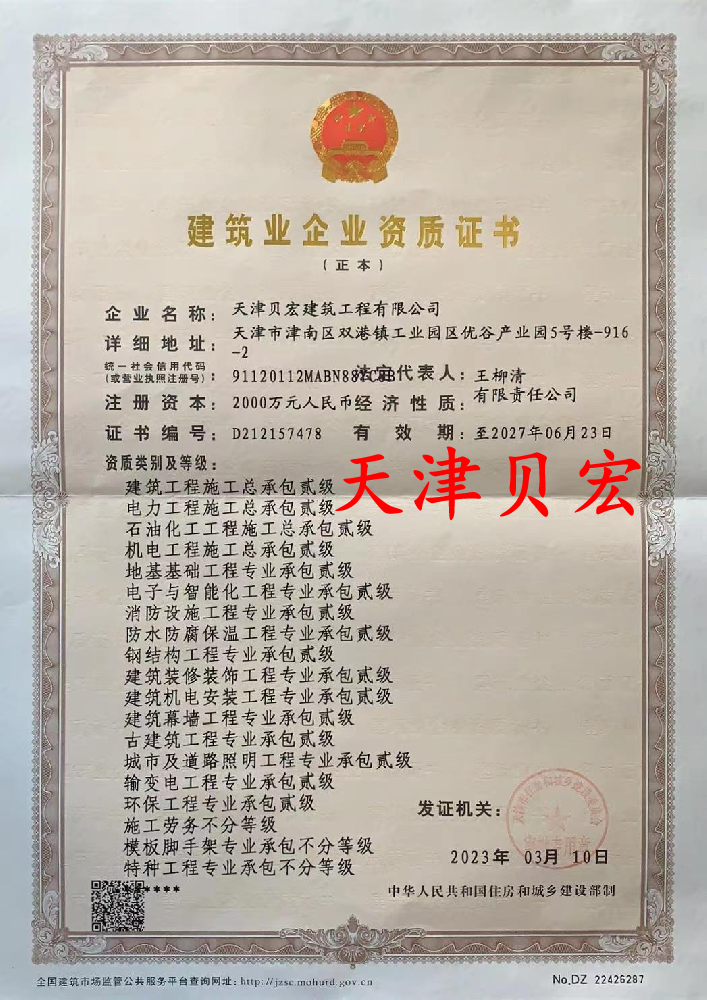 建筑业企业资质证书
(正本)
企业名称：天津贝宏建筑工程有限公司
详细地址：天津市津南区双港镇工业园区优谷产业园5号楼-916
-2
统一社会信用代码
(或营业执照注册号)：91120112MABN88 法定代表人：王柳清
注册资本：2000万元人民币 经济性质：有限责任公司
证书编号：D212157478 有效期：至2027年06月23日
资质类别及等级：
天津贝宏
建筑工程施工总承包贰级
电力工程施工总承包贰级
石油化工工程施工总承包贰级
机电工程施工总承包贰级
地基基础工程专业承包贰级
电子与智能化工程专业承包贰级
消防设施工程专业承包贰级
防水防腐保温工程专业承包贰级
钢结构工程专业承包贰级
建筑装修装饰工程专业承包贰级
建筑机电安装工程专业承包贰级
建筑幕墙工程专业承包贰级
古建筑工程专业承包贰级
城市及道路照明工程专业承包贰级
输变电工程专业承包贰级
环保工程专业承包贰级
施工劳务不分等级
模板脚手架专业承包不分等级
特种工程专业承包不分等级
******
发证机关：
2023年 03月 10日
中华人民共和国住房和城乡建设部制
全国建筑市场监管公共服务平台查询网址：http://jzsc.mohurd.gov.cn
No.DZ 22426287